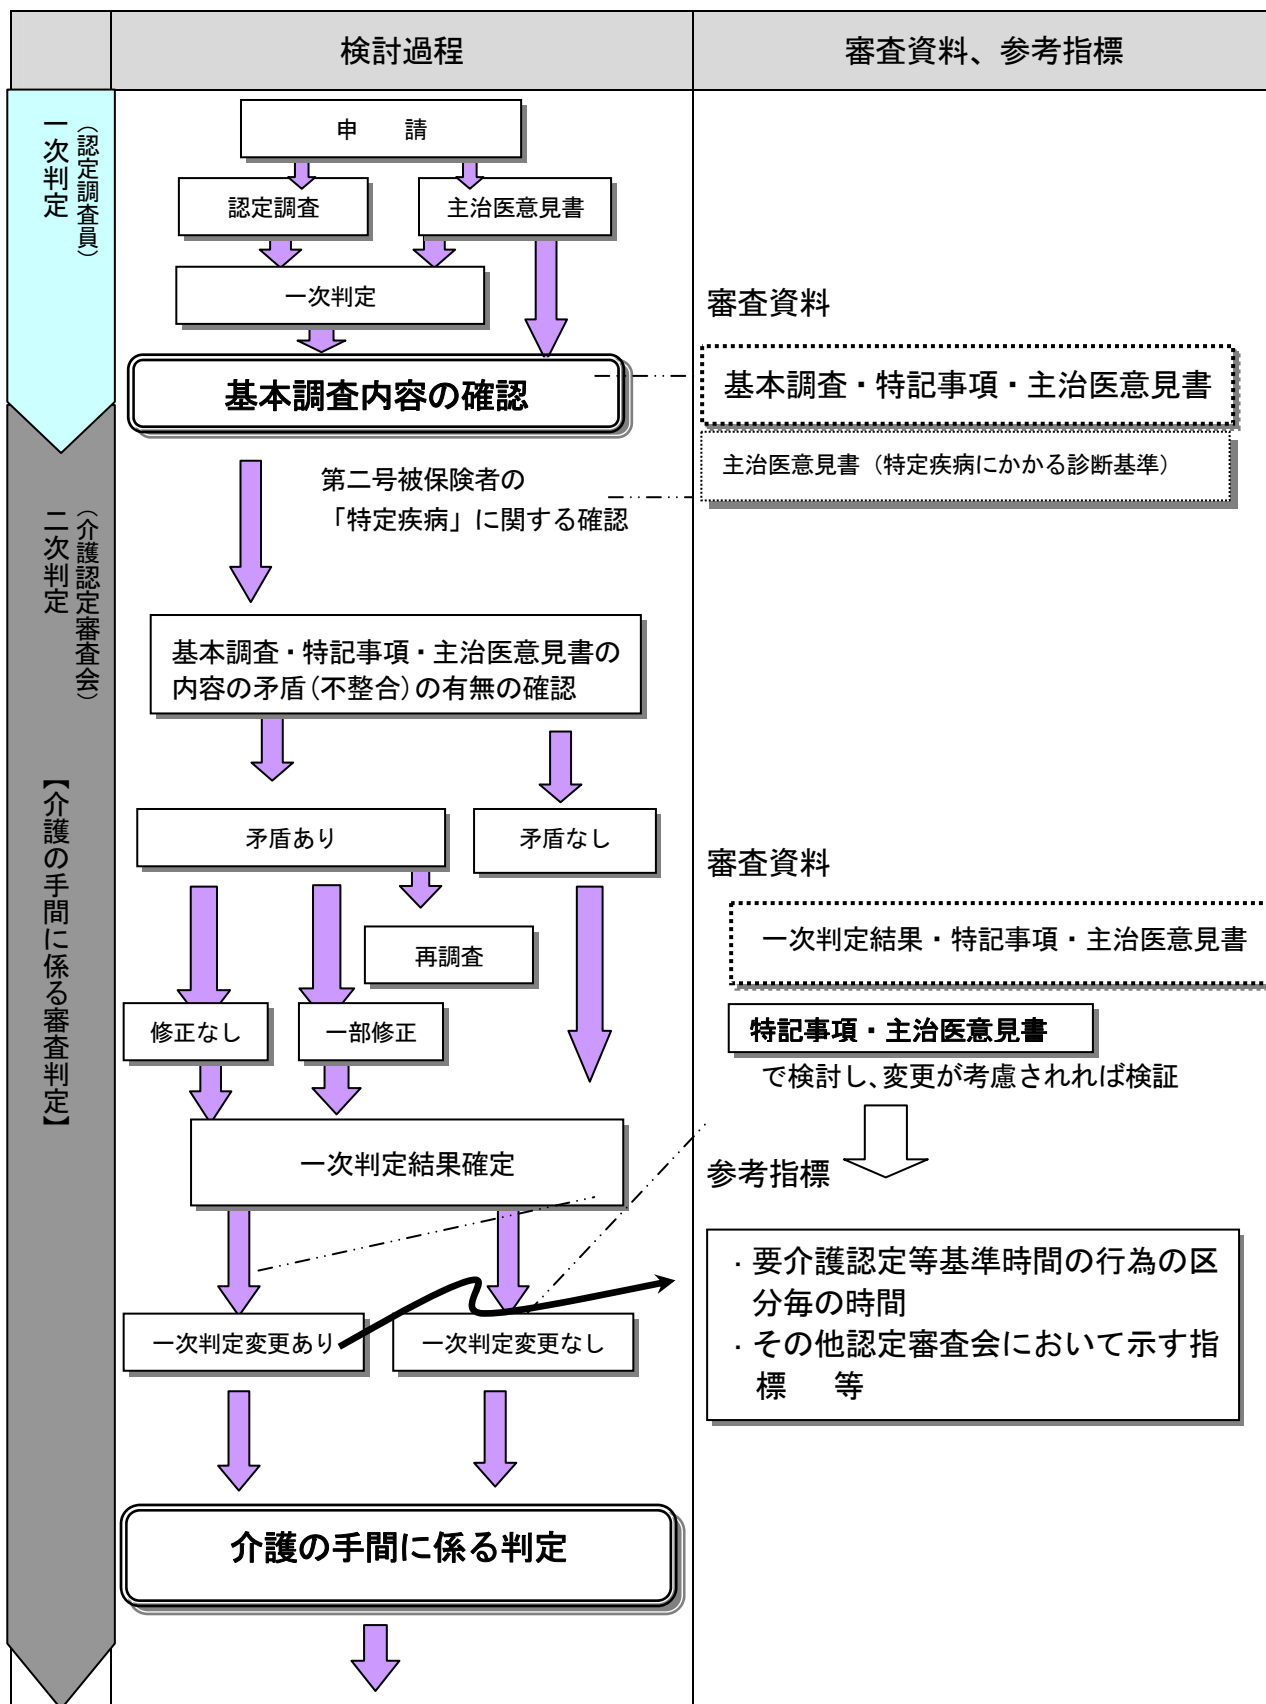 検討過程
審査資料、参考指標
一次判定
（認定調査員）
申　　請
認定調査
主治医意見書
一次判定
基本調査内容の確認
審査資料
基本調査・特記事項・主治医意見書
主治医意見書（特定疾病にかかる診断基準）
第二号被保険者の
「特定疾病」に関する確認
二次判定
（介護認定審査会）
【介護の手間に係る審査判定】
基本調査・特記事項・主治医意見書の
内容の矛盾(不整合)の有無の確認
矛盾あり
矛盾なし
再調査
修正なし
一部修正
審査資料
一次判定結果・特記事項・主治医意見書
特記事項・主治医意見書
で検討し、変更が考慮されれば検証
一次判定結果確定
参考指標
・要介護認定等基準時間の行為の区
分毎の時間
・その他認定審査会において示す指
標　　等
一次判定変更あり
一次判定変更なし
介護の手間に係る判定